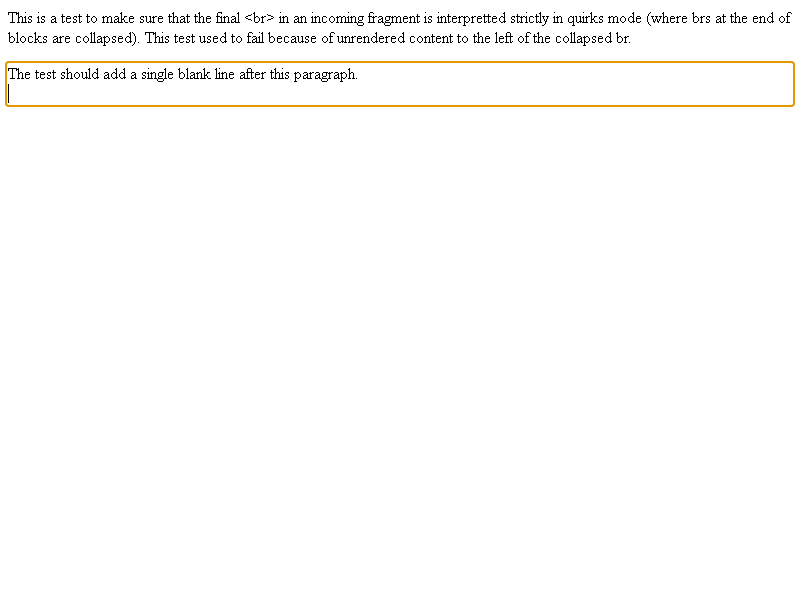 This is a test to make sure that the final <br> in an incoming fragment is interpretted strictly in quirks mode (where brs at the end of
blocks are collapsed). This test used to fail because of unrendered content to the left of the collapsed br.
The test should add a single blank line after this paragraph.